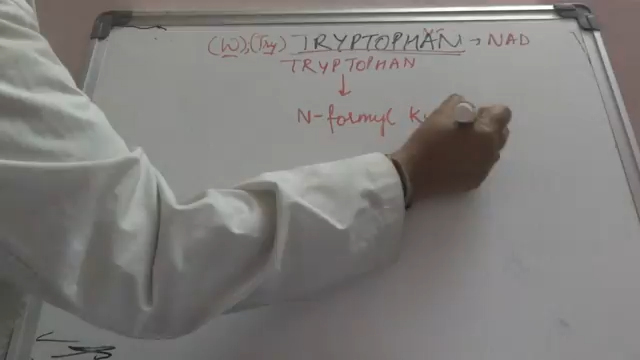 (W), (Try) TRYPTOPHAN → NAD
TRYPTOPHAN
↓
N-formyl